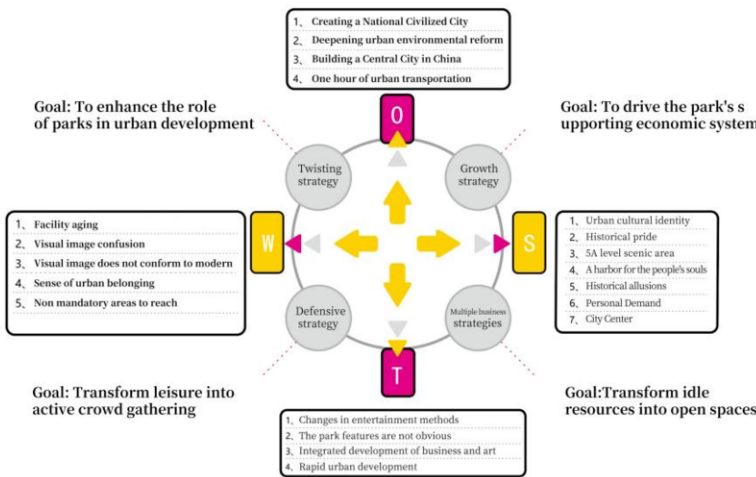 1、 Creating a National Civilized City
2、 Deepening urban environmental reform
3、 Building a Central City in China
4、 One hour of urban transportation
Goal: To enhance the role
of parks in urban development
O
Goal: To drive the park's s
upporting economic system
Twisting
strategy
Growth
strategy
1、 Facility aging
2、 Visual image confusion
3、 Visual image does not conform to modern
4、 Sense of urban belonging
5、 Non mandatory areas to reach
W
S
1、 Urban cultural identity
2、 Historical pride
3、 5A level scenic area
4、 A harbor for the people's souls
5、 Historical allusions
6、 Personal Demand
7、 City Center
Defensive
strategy
Multiple business
strategies
Goal: Transform leisure into
active crowd gathering
T
Goal:Transform idle
resources into open spaces
1、 Changes in entertainment methods
2、 The park features are not obvious
3、 Integrated development of business and art
4、 Rapid urban development